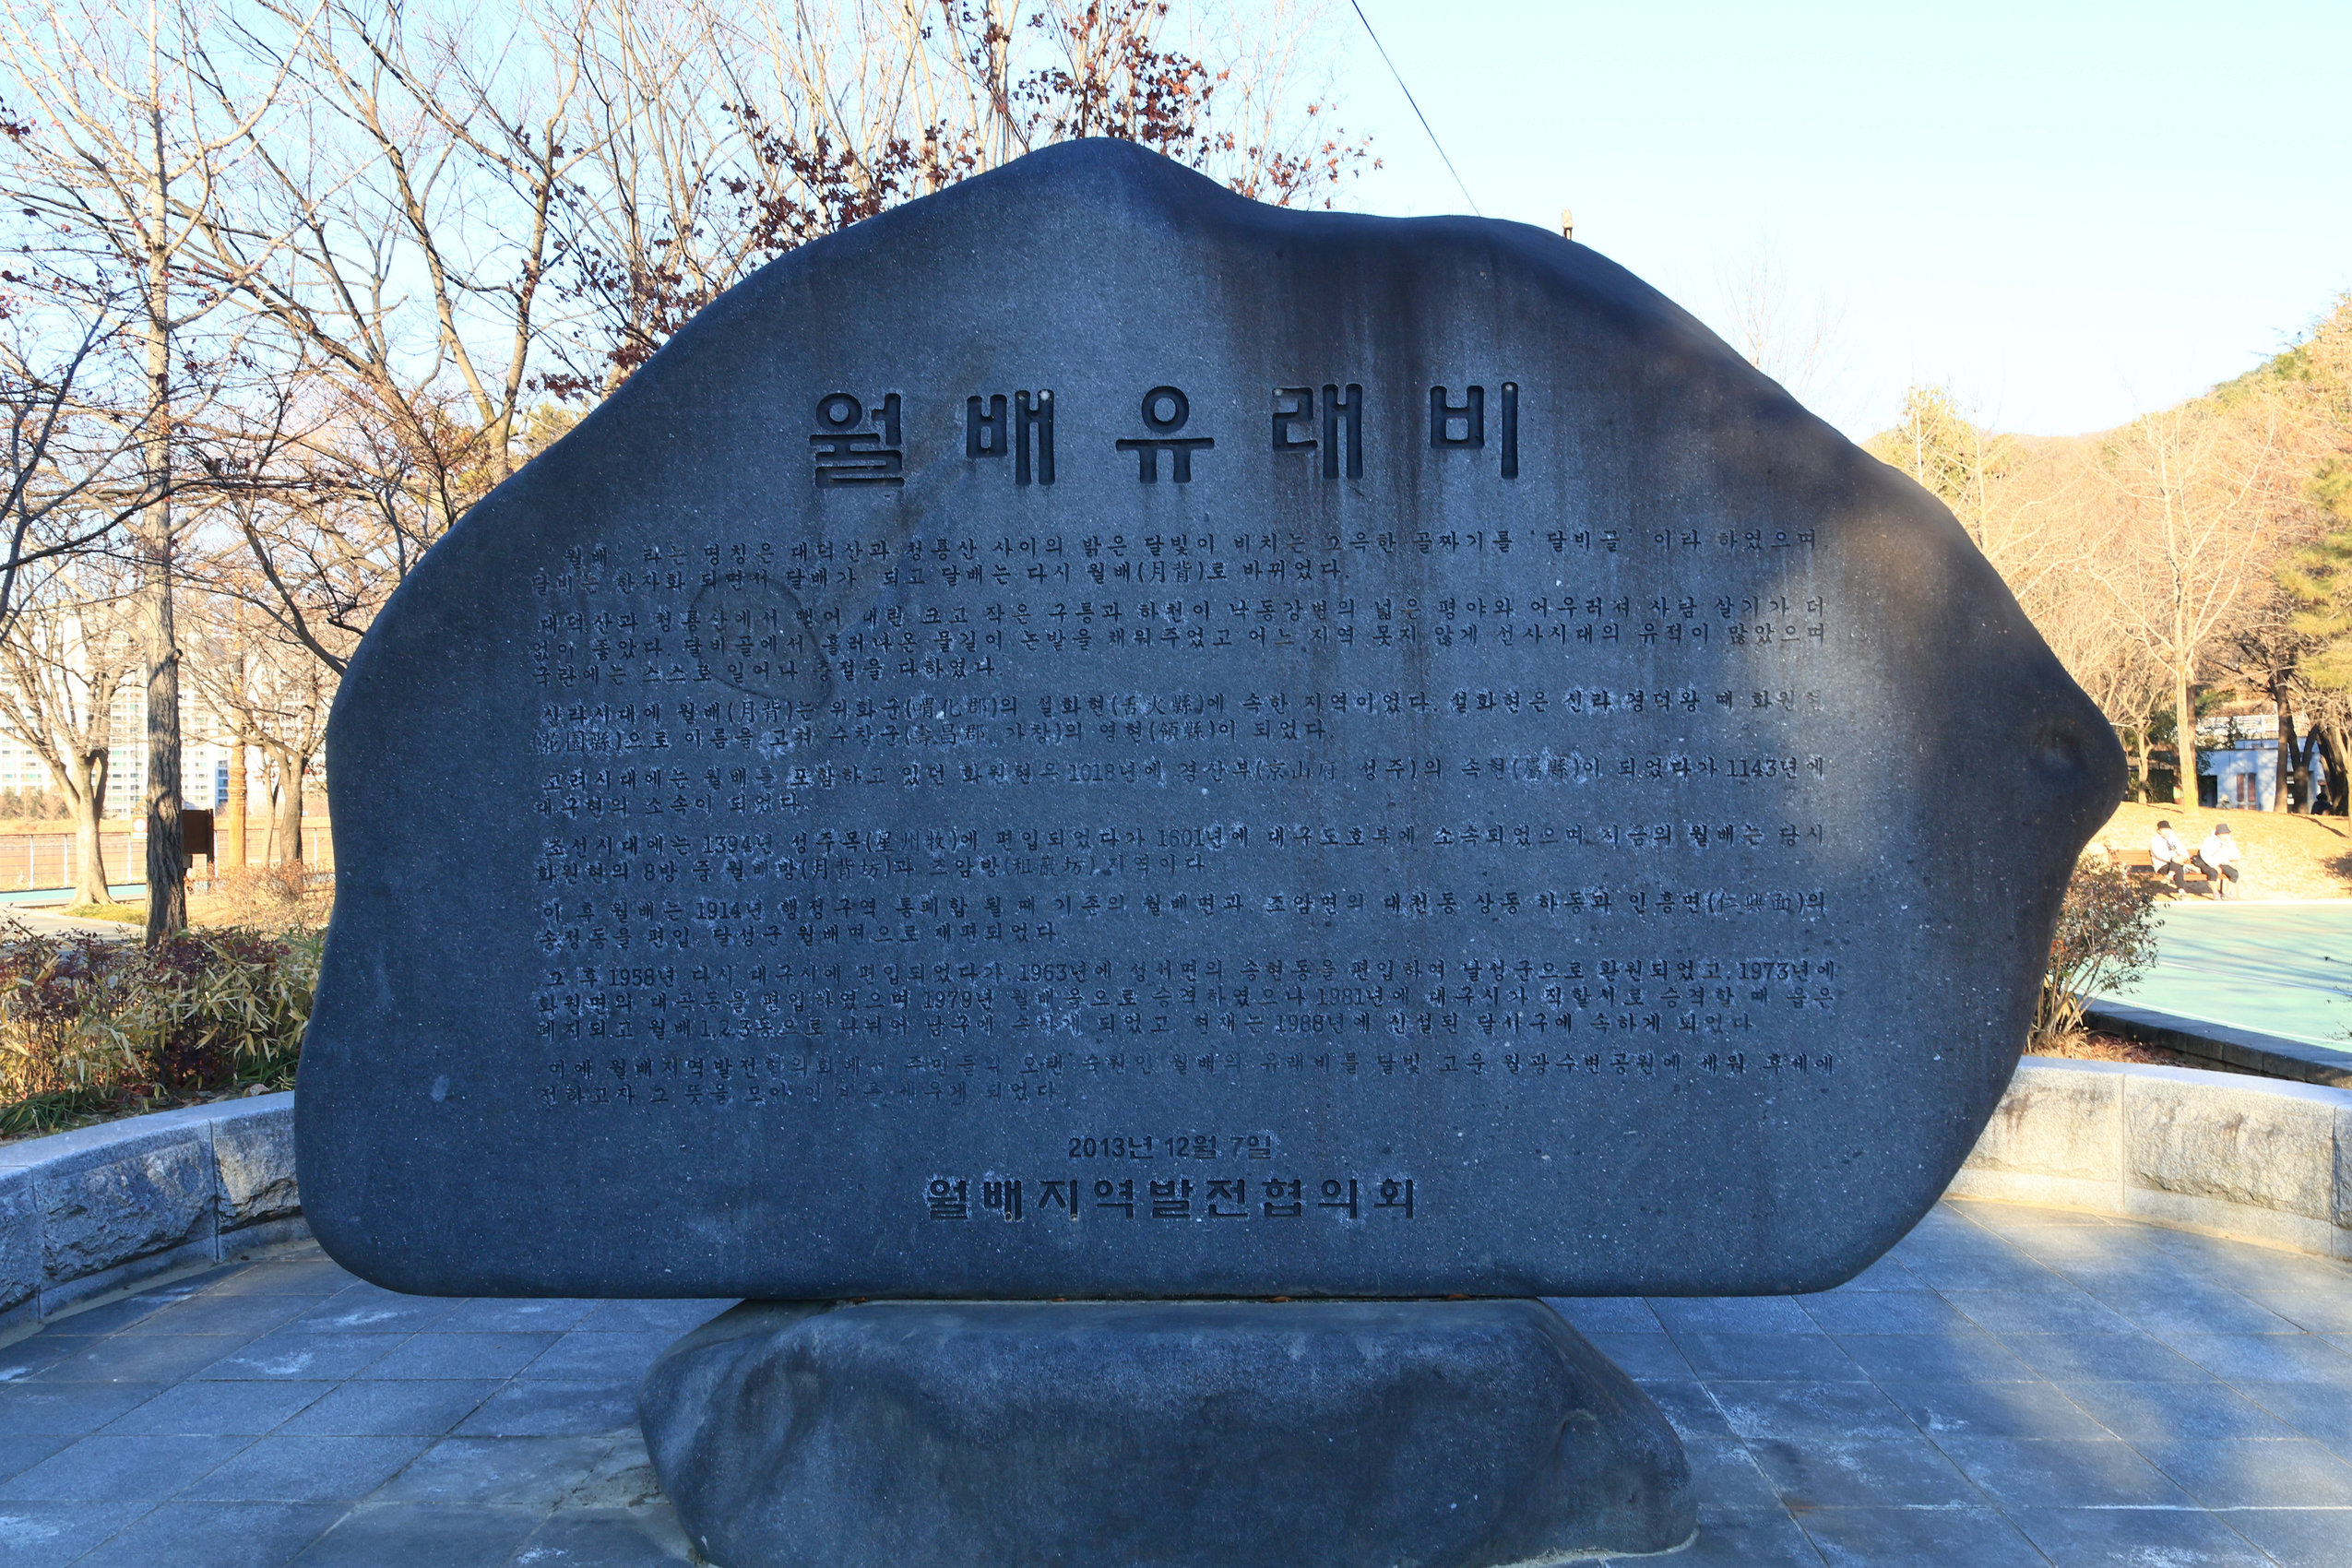 월배유래비
'월배' 라는 명칭은 대덕산과 청룡산 사이의 밝은 달빛이 비치는 그윽한 골짜기를 '달비골' 이라 하였으며,
달비는 한자화 되면서 달배가 되고 달배는 다시 월배(月背)로 바뀌었다.
대덕산과 청룡산에서 뻗어 내린 크고 작은 구릉과 하천이 낙동강변의 넓은 평야와 어우러져 사람 살기가 더
없이 좋았다. 달비골에서 흘러나온 물길이 논밭을 채워주었고 어느 지역 못지 않게 선사시대의 유적이 많았으며
국란에는 스스로 일어나 충절을 다하였다.
신라시대에 월배(月背)는 위화군(喟化郡)의 설화현(舌火縣)에 속한 지역이었다. 설화현은 신라 경덕왕 때 화원현
(花園縣)으로 이름을 고쳐 수창군(壽昌郡, 가창)의 영현(領縣)이 되었다.
고려시대에는 월배를 포함하고 있던 화원현은 1018년에 경산부(京山府, 성주)의 속현(屬縣)이 되었다가 1143년에
대구현의 소속이 되었다.
조선시대에는 1394년 성주목(星州牧)에 편입되었다가 1601년에 대구도호부에 소속되었으며 지금의 월배는 당시
화원현의 8방 중 월배방(月背坊)과 조암방(租巖坊) 지역이다.
이 후 월배는 1914년 행정구역 통폐합 될 때 기존의 월배면과 조암면의 대천동 상동 하동과 인흥면(仁興面)의
송정동을 편입, 달성군 월배면으로 재편되었다.
그 후 1958년 다시 대구시에 편입되었다가, 1963년에 성서면의 송현동을 편입하여 달성군으로 환원되었고, 1973년에
화원면의 대곡동을 편입하였으며 1979년 월배읍으로 승격하였으나 1981년에 대구시가 직할시로 승격할 때 읍은
폐지되고 월배 1,2,3동으로 나뉘어 남구에 속하게 되었고 현재는 1988년에 신설된 달서구에 속하게 되었다.
이에 월배지역발전협의회에서 주민들의 오랜 숙원인 월배의 유래비를 달빛 고운 월광수변공원에 세워 후세에
전하고자 그 뜻을 모아 이 비를 세우게 되었다.
2013년 12월 7일
월배지역발전협의회